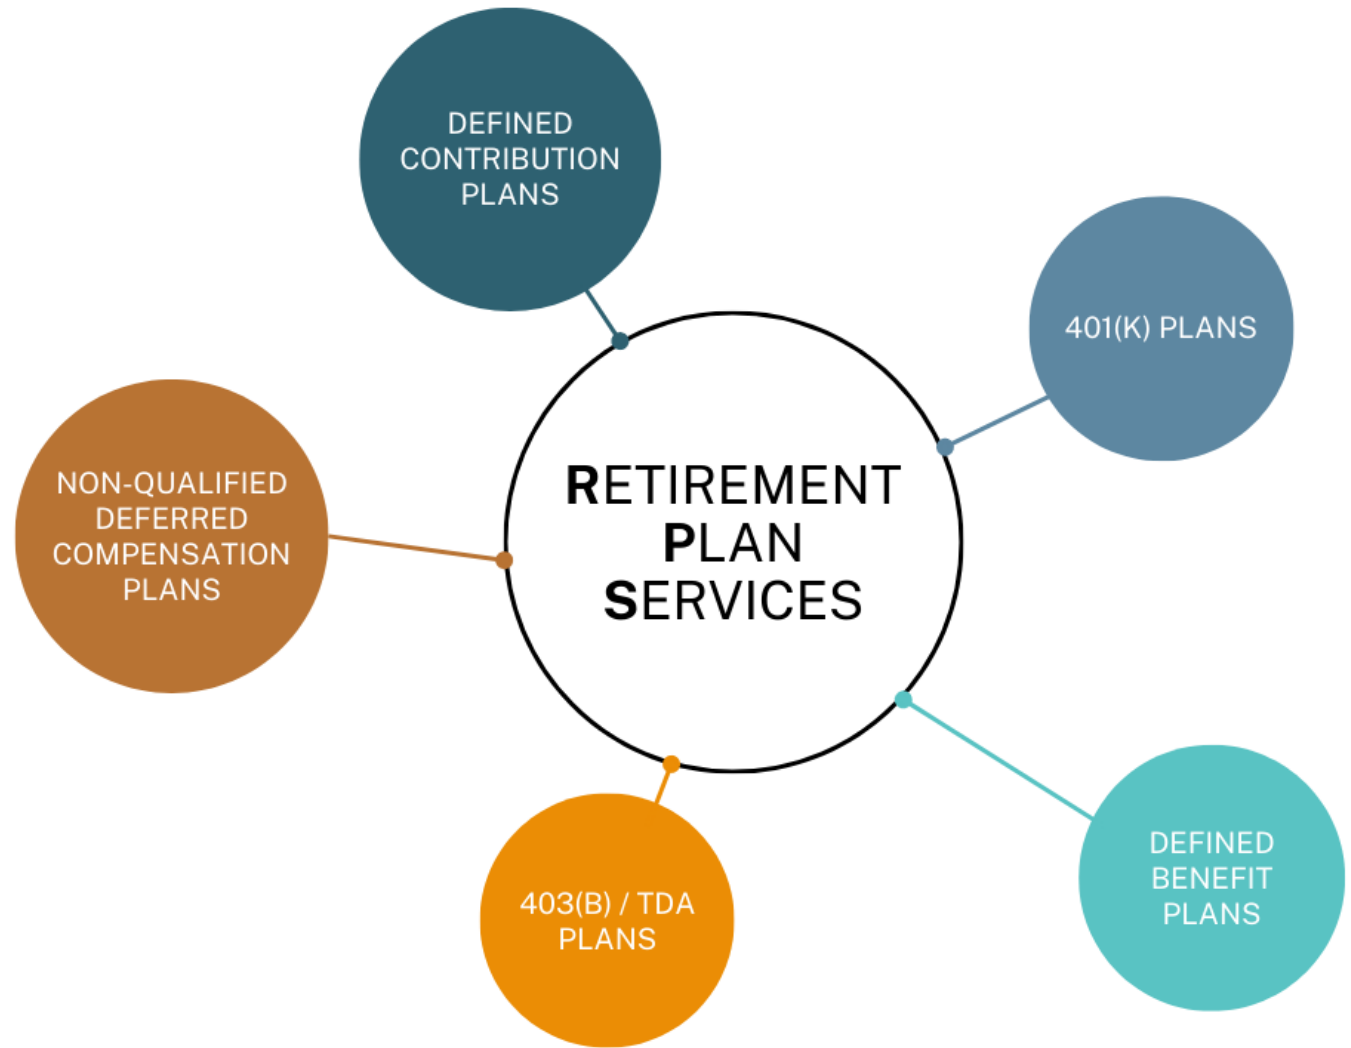 DEFINED
CONTRIBUTION
PLANS
401(K) PLANS
NON-QUALIFIED
DEFERRED
COMPENSATION
PLANS
RETIREMENT
PLAN
SERVICES
403(B) / TDA
PLANS
DEFINED
BENEFIT
PLANS